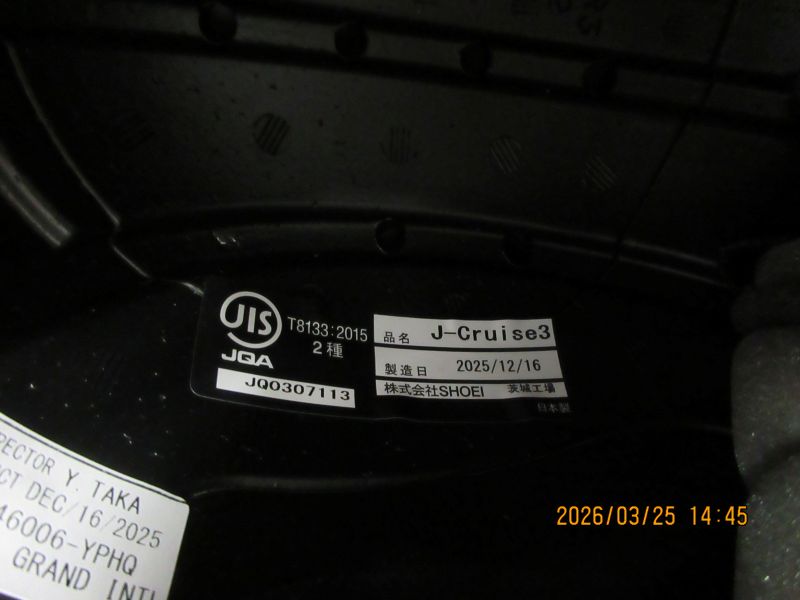 JIS
T8133:2015
2種
JQA
JQ0307113
品名 J-Cruise3
製造日 2025/12/16
株式会社SHOEI 茨城工場
日本製
PECTOR Y. TAKA
CT DEC/16/2025
46006-YPHQ
GRAND INTL
2026/03/25 14:45